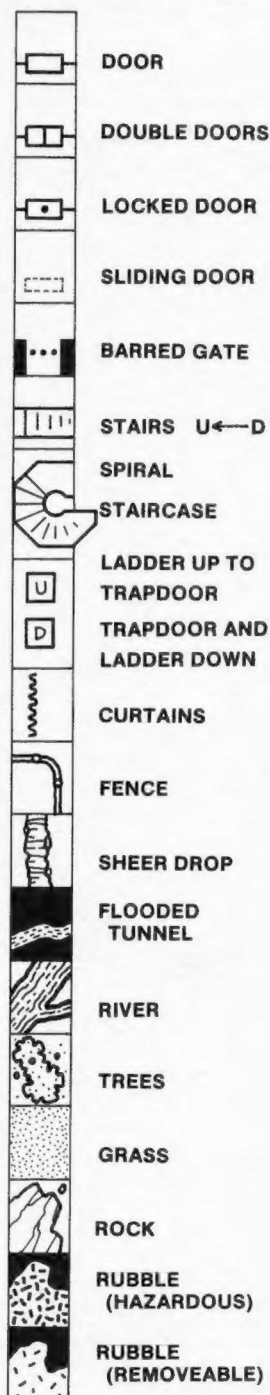 DOOR
DOUBLE DOORS
LOCKED DOOR
SLIDING DOOR
BARRED GATE
STAIRS U←D
SPIRAL
STAIRCASE
LADDER UP TO
U
TRAPDOOR
D
TRAPDOOR AND
LADDER DOWN
CURTAINS
FENCE
SHEER DROP
FLOODED
TUNNEL
RIVER
TREES
GRASS
ROCK
RUBBLE
(HAZARDOUS)
RUBBLE
(REMOVEABLE)